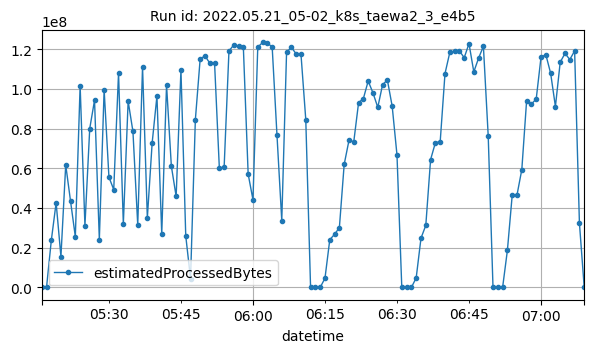 Run id: 2022.05.21_05-02_k8s_taewa2_3_e4b5
1e8
1.2
1.0
0.8
0.6
0.4
0.2
0.0
estimatedProcessedBytes
05:30 05:45 06:00 06:15 06:30 06:45 07:00
datetime